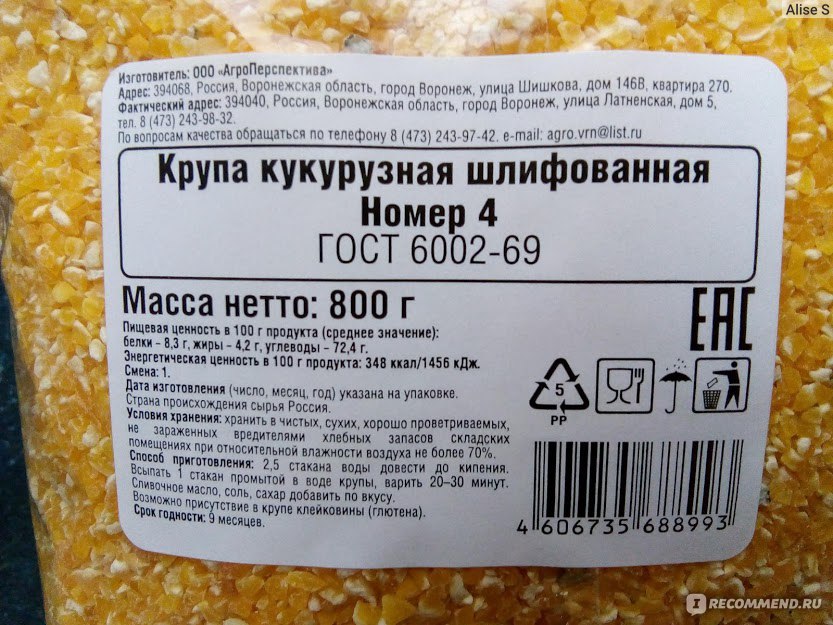 Alise S
Изготовитель: ООО «АгроПерспектива»
Адрес: 394068, Россия, Воронежская область, город Воронеж, улица Шишкова, дом 146В, квартира 270.
Фактический адрес: 394040, Россия, Воронежская область, город Воронеж, улица Латненская, дом 5,
тел. 8 (473) 243-98-32.
По вопросам качества обращаться по телефону 8 (473) 243-97-42. e-mail: agro.vrn@list.ru
Крупа кукурузная шлифованная
Номер 4
ГОСТ 6002-69
Масса нетто: 800 г
EAC
Пищевая ценность в 100 г продукта (среднее значение):
белки – 8,3 г, жиры – 4,2 г, углеводы – 72,4 г.
Энергетическая ценность в 100 г продукта: 348 ккал/1456 кДж.
Смена: 1.
Дата изготовления (число, месяц, год) указана на упаковке.
Страна происхождения сырья Россия.
Условия хранения: хранить в чистых, сухих, хорошо проветриваемых,
не зараженных вредителями хлебных запасов складских
помещениях при относительной влажности воздуха не более 70%.
Способ приготовления: 2,5 стакана воды довести до кипения.
Всыпать 1 стакан промытой в воде крупы, варить 20–30 минут.
Сливочное масло, соль, сахар добавить по вкусу.
Возможно присутствие в крупе клейковины (глютена).
Срок годности: 9 месяцев.
5
PP
4 606735 688993
I RECOMMEND.RU